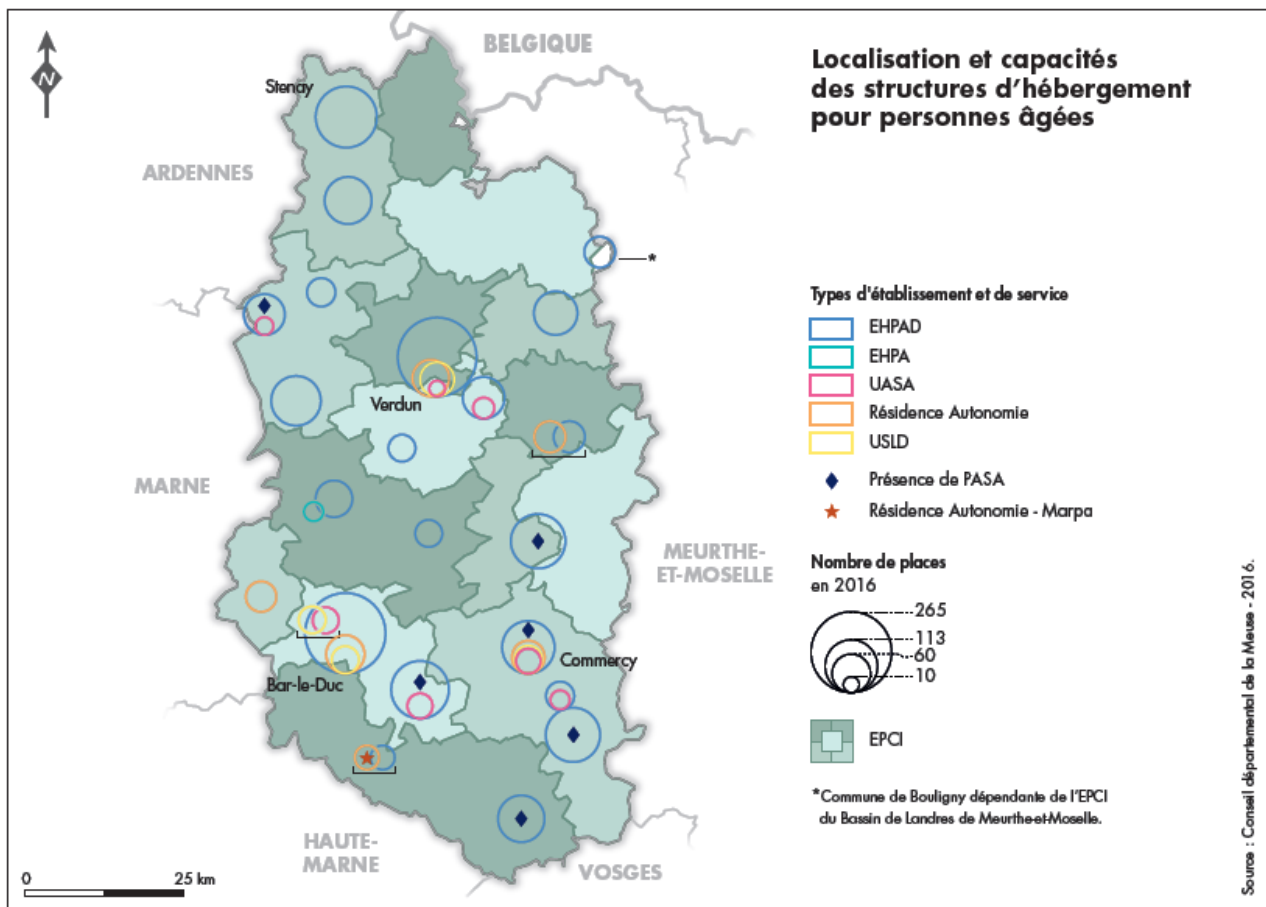 BELGIQUE
Localisation et capacités
des structures d'hébergement
pour personnes âgées
N
Stenay
ARDENNES
*
Types d'établissement et de service
EHPAD
EHPA
UASA
Résidence Autonomie
USLD
Présence de PASA
Résidence Autonomie - Marpa
Verdun
MARNE
MEURTHE-
ET-MOSELLE
Nombre de places
en 2016
265
113
60
10
Commercy
Bar-le-Duc
EPCI
*Commune de Bouligny dépendante de l'EPCI
du Bassin de Landres de Meurthe-et-Moselle.
HAUTE-
MARNE
VOSGES
0 25 km
Source : Conseil départemental de la Meuse - 2016.